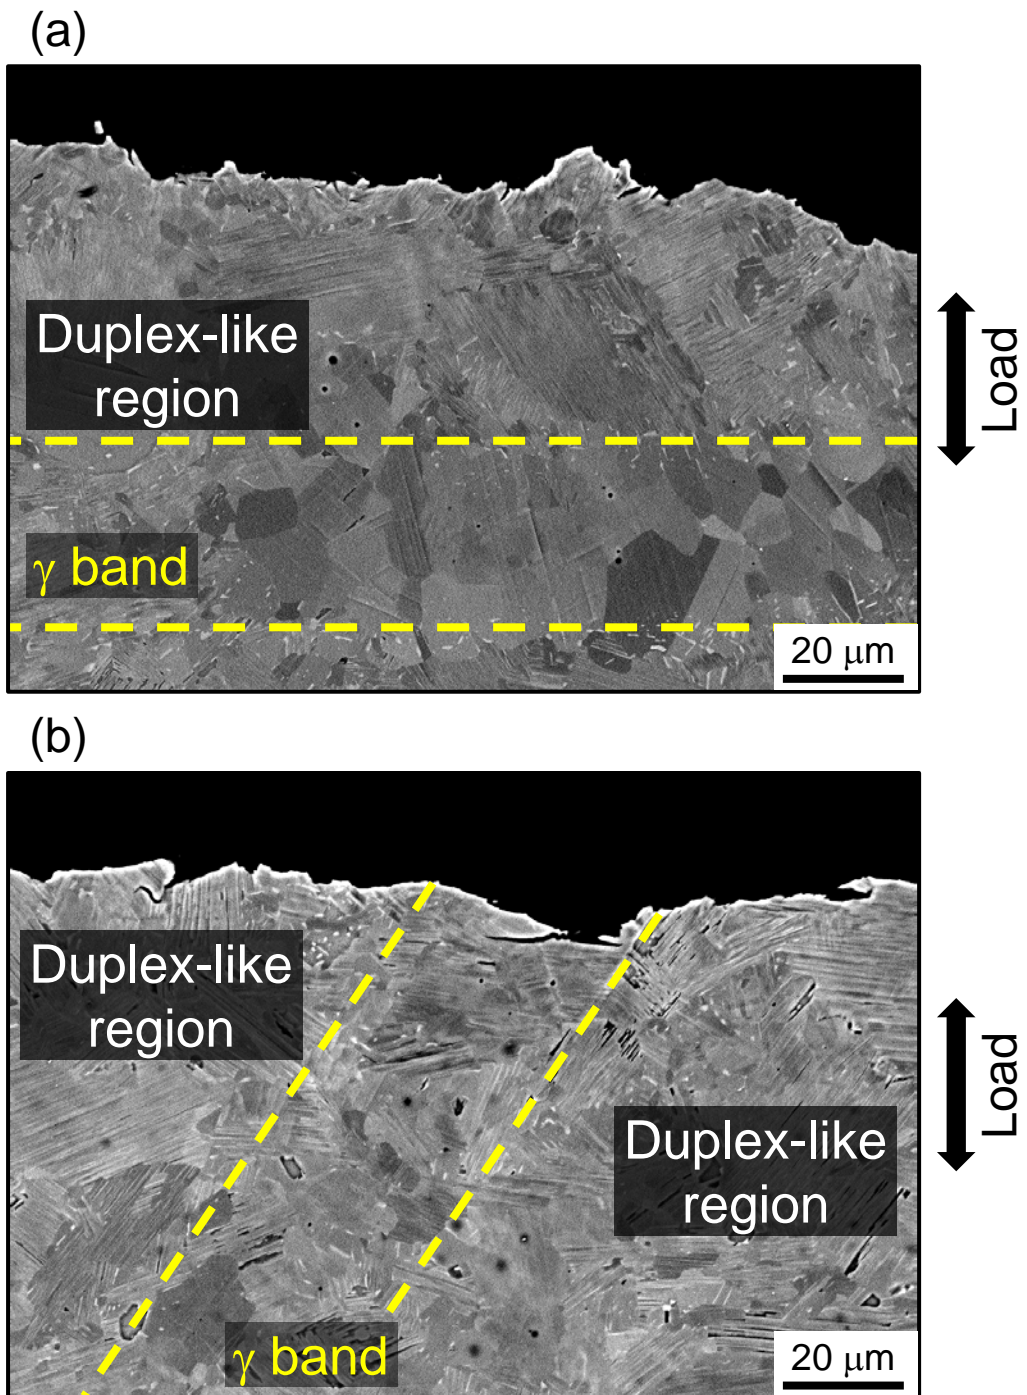 (a)
Duplex-like
region
γ band
20 μm
Load
(b)
Duplex-like
region
Duplex-like
region
γ band
20 μm
Load